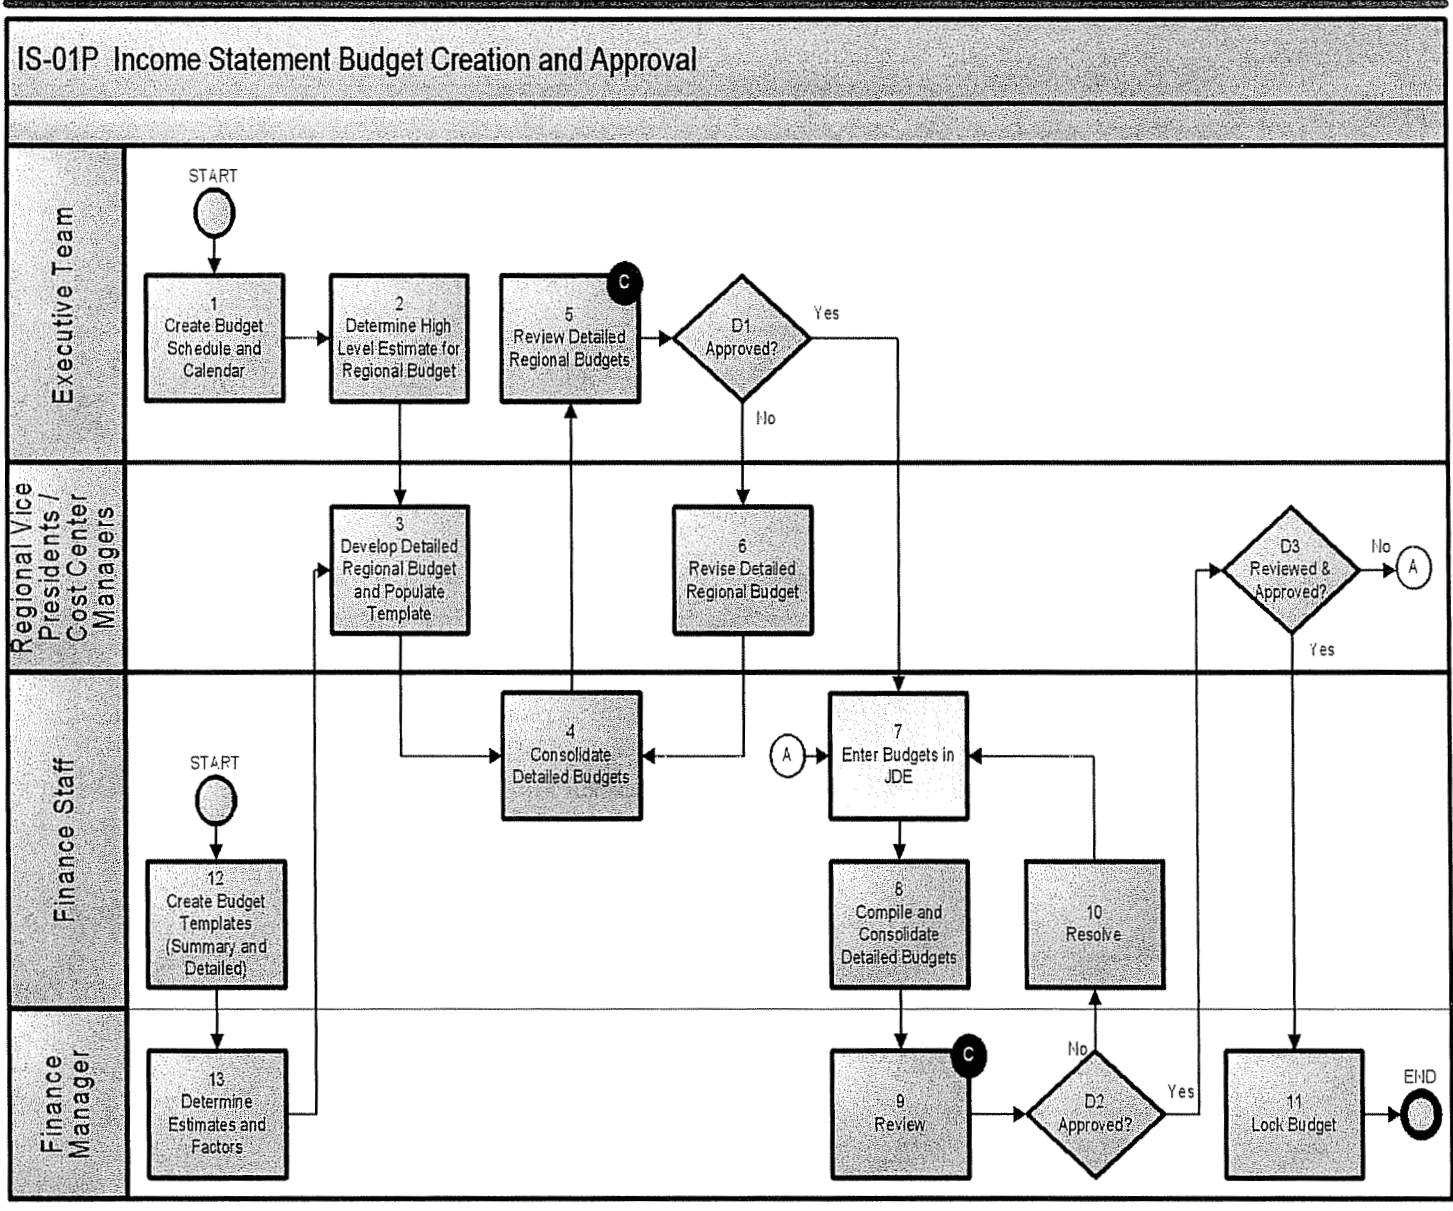 IS-01P Income Statement Budget Creation and Approval
Executive Team
START
1
Create Budget
Schedule and
Calendar
2
Determine High
Level Estimate for
Regional Budget
C
5
Review Detailed
Regional Budgets
D1
Approved?
Yes
No
Regional Vice
Presidents /
Cost Center
Managers
3
Develop Detailed
Regional Budget
and Populate
Template
6
Revise Detailed
Regional Budget
D3
Reviewed &
Approved?
No
A
Yes
Finance Staff
START
4
Consolidate
Detailed Budgets
A
7
Enter Budgets in
JDE
12
Create Budget
Templates
(Summary and
Detailed)
8
Compile and
Consolidate
Detailed Budgets
10
Resolve
Finance
Manager
13
Determine
Estimates and
Factors
C
9
Review
No
D2
Approved?
Yes
11
Lock Budget
END